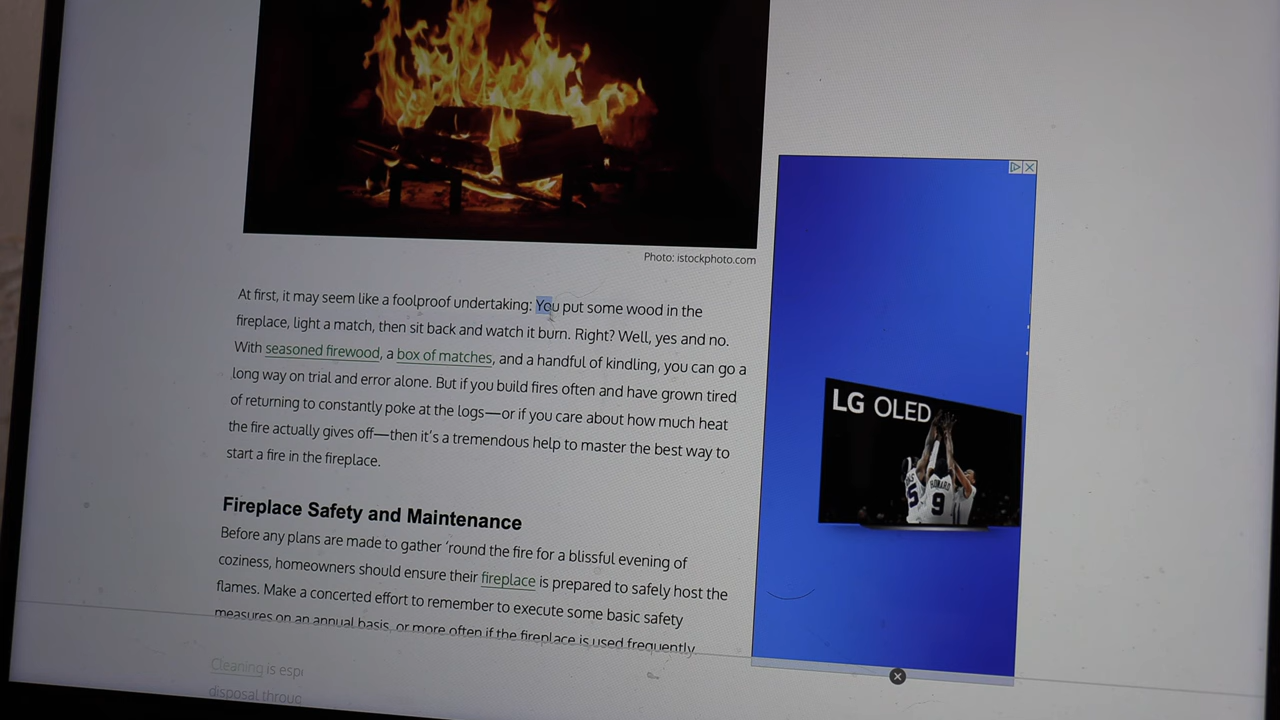 Photo: istockphoto.com
At first, it may seem like a foolproof undertaking: You put some wood in the
fireplace, light a match, then sit back and watch it burn. Right? Well, yes and no.
With seasoned firewood, a box of matches, and a handful of kindling, you can go a
long way on trial and error alone. But if you build fires often and have grown tired
of returning to constantly poke at the logs—or if you care about how much heat
the fire actually gives off—then it's a tremendous help to master the best way to
start a fire in the fireplace.
Fireplace Safety and Maintenance
Before any plans are made to gather 'round the fire for a blissful evening of
coziness, homeowners should ensure their fireplace is prepared to safely host the
flames. Make a concerted effort to remember to execute some basic safety
measures on an annual basis, or more often if the fireplace is used frequently.
Cleaning is
LG OLED
5
HOWARD
9